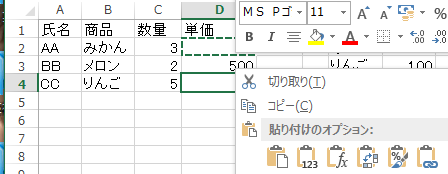 ＭＳ Ｐゴ 11 A A
B I A
A B C D
1 氏名 商品 数量 単価
2 AA みかん 3
3 BB メロン 2 500 りんご 100
4 CC りんご 5
切り取り(T)
コピー(C)
貼り付けのオプション:
123 fx %